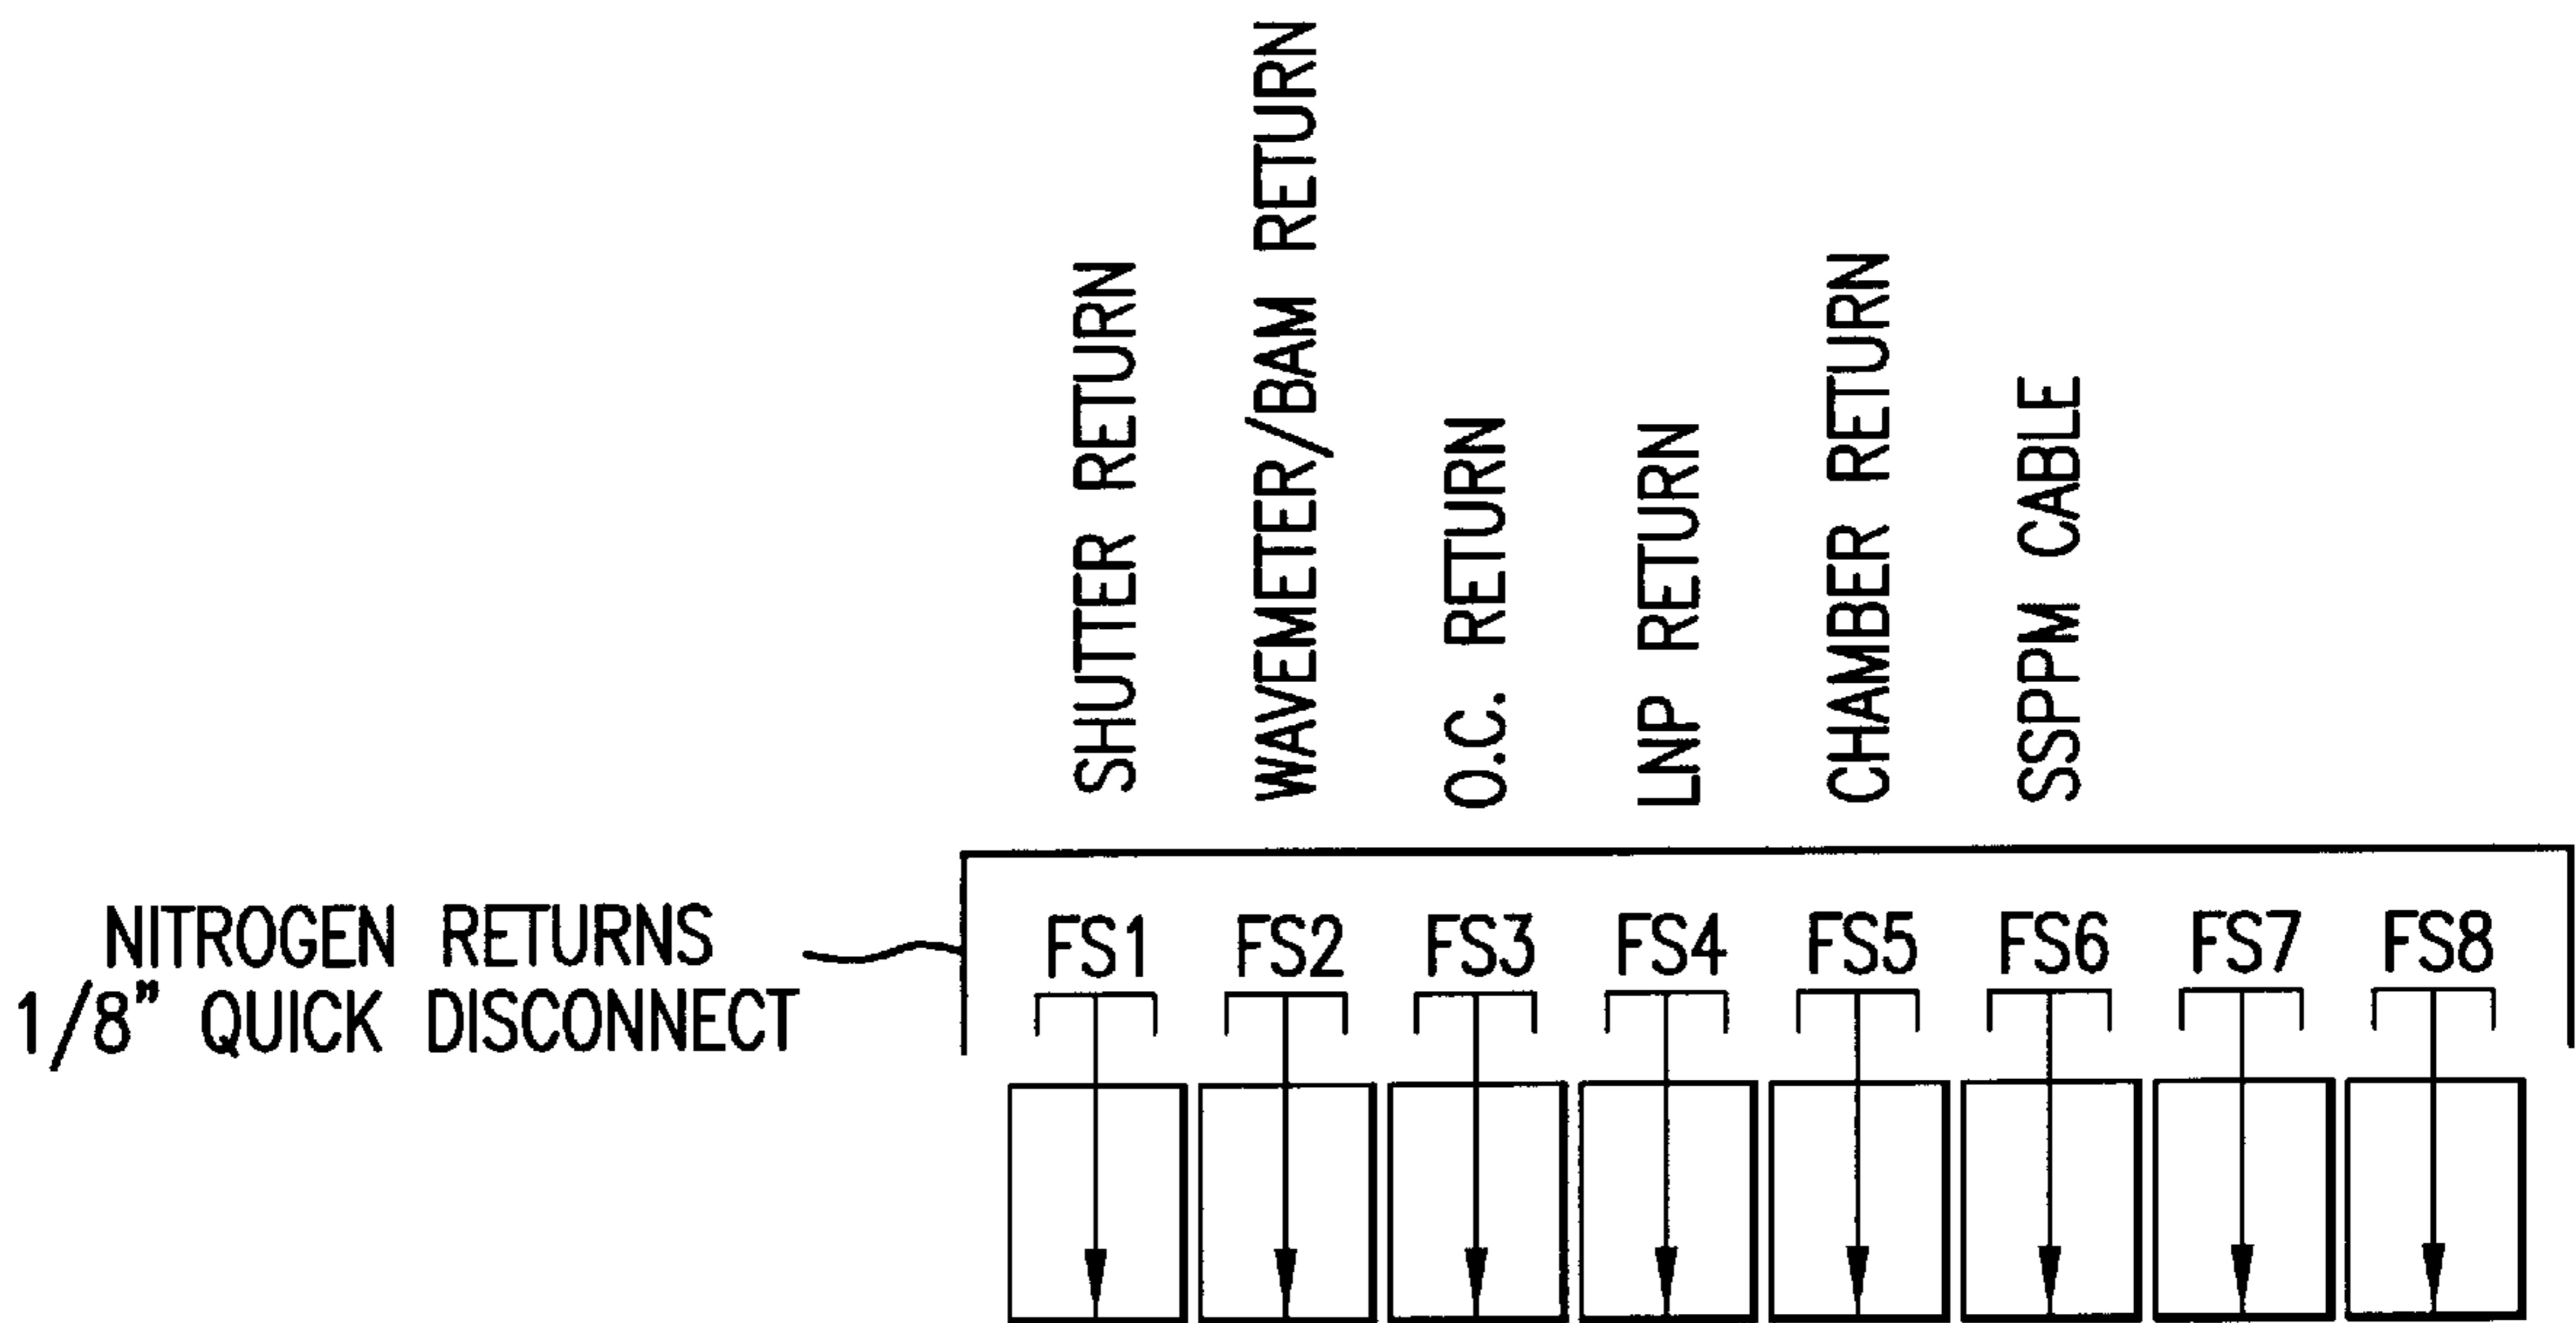 SHUTTER RETURN
WAVEMETER/BAM RETURN
O.C. RETURN
LNP RETURN
CHAMBER RETURN
SSPPM CABLE
NITROGEN RETURNS
1/8" QUICK DISCONNECT
FS1 FS2 FS3 FS4 FS5 FS6 FS7 FS8